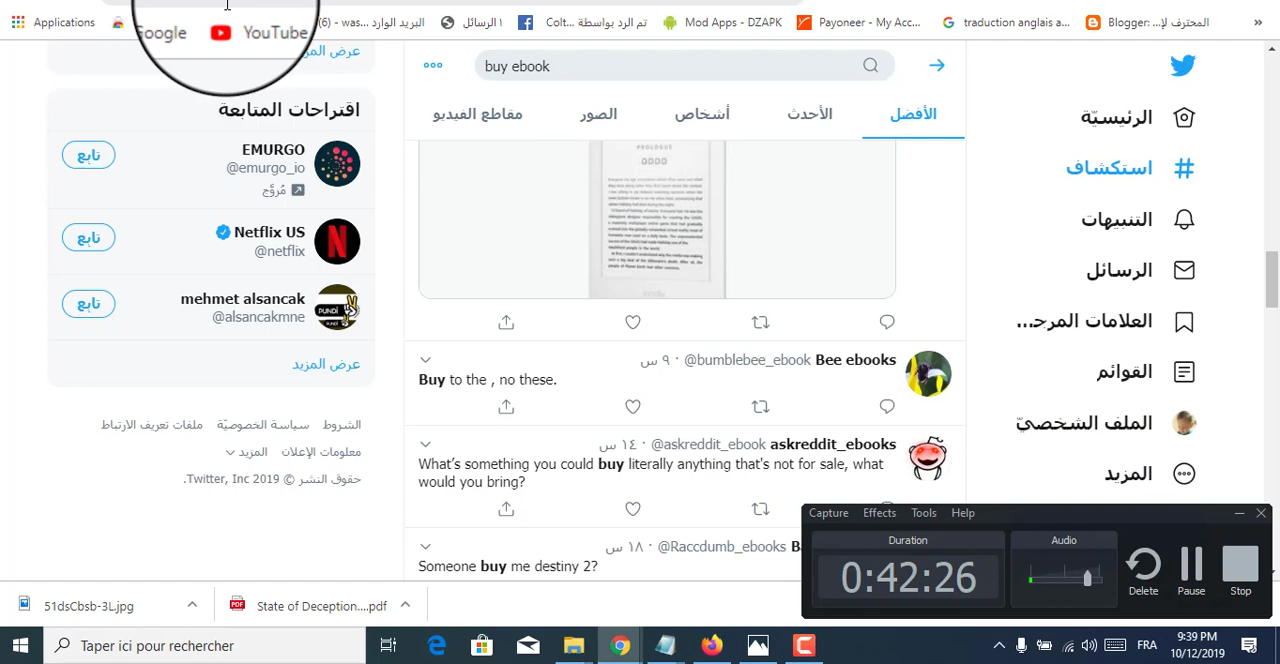 Applications
(6) - was... البريد الوارد
١ الرسائل
Colt... تم الرد بواسطة
Mod Apps - DZAPK
Payoneer - My Acc...
traduction anglais a...
Blogger: المحترف لإ...
»
Google
YouTube
buy ebook
الأفضل
الأحدث
أشخاص
الصور
مقاطع الفيديو
الرئيسيّة
استكشاف
التنبيهات
الرسائل
العلامات المرجـ...
القوائم
الملف الشخصيّ
المزيد
اقتراحات المتابعة
EMURGO
@emurgo_io
مُروَّج
تابع
Netflix US
@netflix
تابع
mehmet alsancak
@alsancakmne
تابع
عرض المزيد
الشروط سياسة الخصوصيّة ملفات تعريف الارتباط
معلومات الإعلان المزيد
حقوق النشر © 2019 Twitter, Inc.
PROLOGUE
Bee ebooks @bumblebee_ebook · ٩ س
Buy to the , no these.
askreddit_ebooks @askreddit_ebook · ١٤ س
What's something you could buy literally anything that's not for sale, what
would you bring?
@Raccdumb_ebooks · ١٨ س
Someone buy me destiny 2?
Capture Effects Tools Help
Duration
0:42:26
Audio
Delete
Pause
Stop
51dsCbsb-3L.jpg
State of Deception....pdf
Taper ici pour rechercher
FRA
9:39 PM
10/12/2019